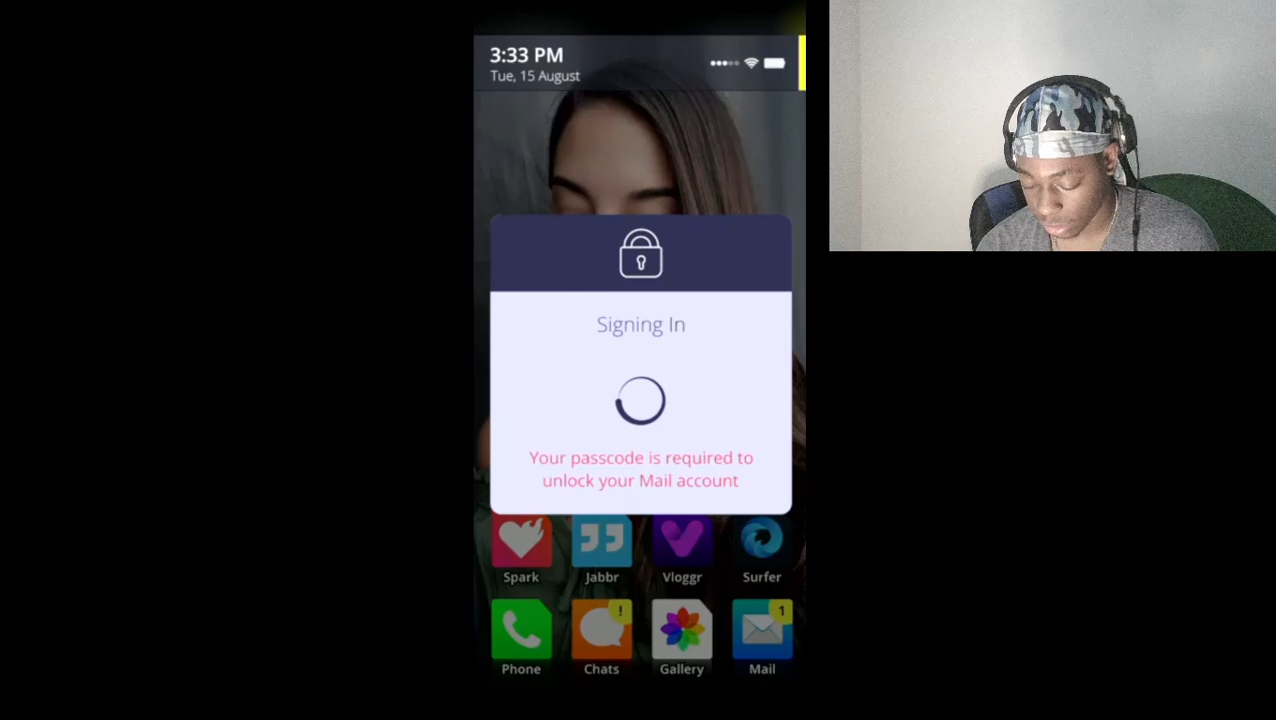 3:33 PM
Tue, 15 August
Signing In
Your passcode is required to
unlock your Mail account
Spark
Jabbr
Vloggr
Surfer
!
1
Phone
Chats
Gallery
Mail